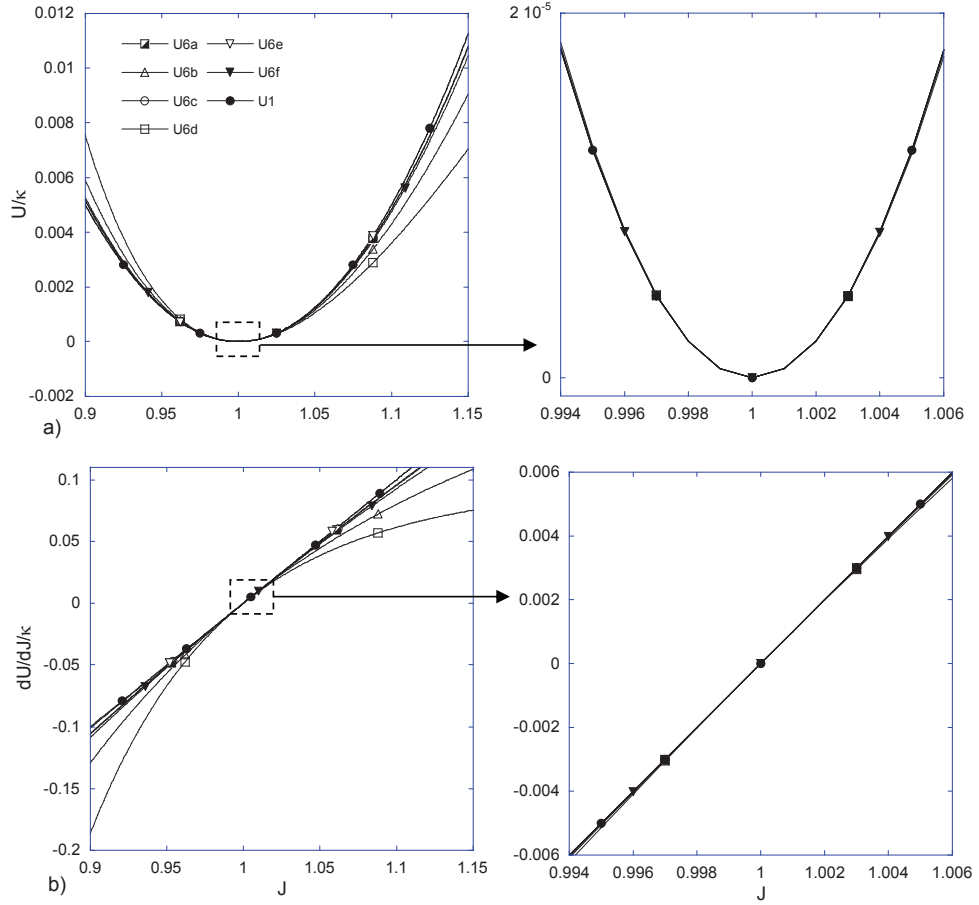 0.012
0.01
0.008
0.006
0.004
0.002
0
-0.002
U/κ
U6a
U6e
U6b
U6f
U6c
U1
U6d
0.9 0.95 1 1.05 1.1 1.15
a)
2 10⁻⁵
0
0.994 0.996 0.998 1 1.002 1.004 1.006
0.1
0.05
0
-0.05
-0.1
-0.15
-0.2
dU/dJ/κ
0.9 0.95 1 1.05 1.1 1.15
b)
J
0.006
0.004
0.002
0
-0.002
-0.004
-0.006
0.994 0.996 0.998 1 1.002 1.004 1.006
J